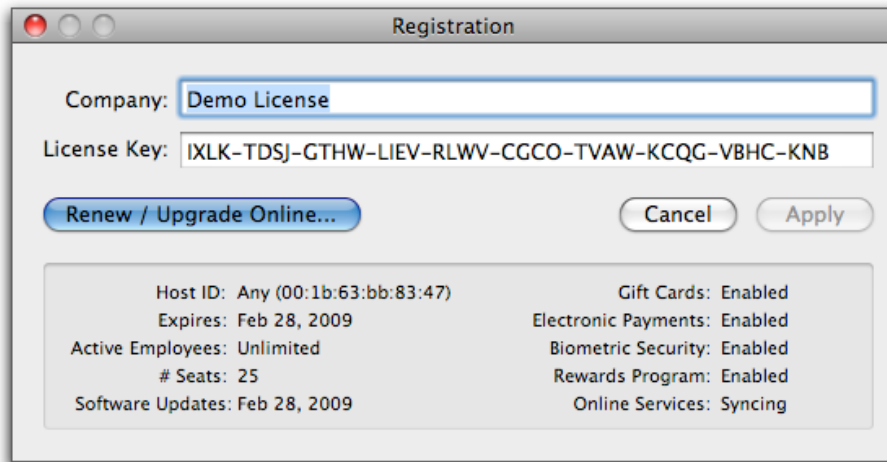 Registration
Company: Demo License
License Key: IXLK-TDSJ-GTHW-LIEV-RLWV-CGCO-TVAW-KCQG-VBHC-KNB
Renew / Upgrade Online... Cancel Apply
Host ID: Any (00:1b:63:bb:83:47) Gift Cards: Enabled
Expires: Feb 28, 2009 Electronic Payments: Enabled
Active Employees: Unlimited Biometric Security: Enabled
# Seats: 25 Rewards Program: Enabled
Software Updates: Feb 28, 2009 Online Services: Syncing